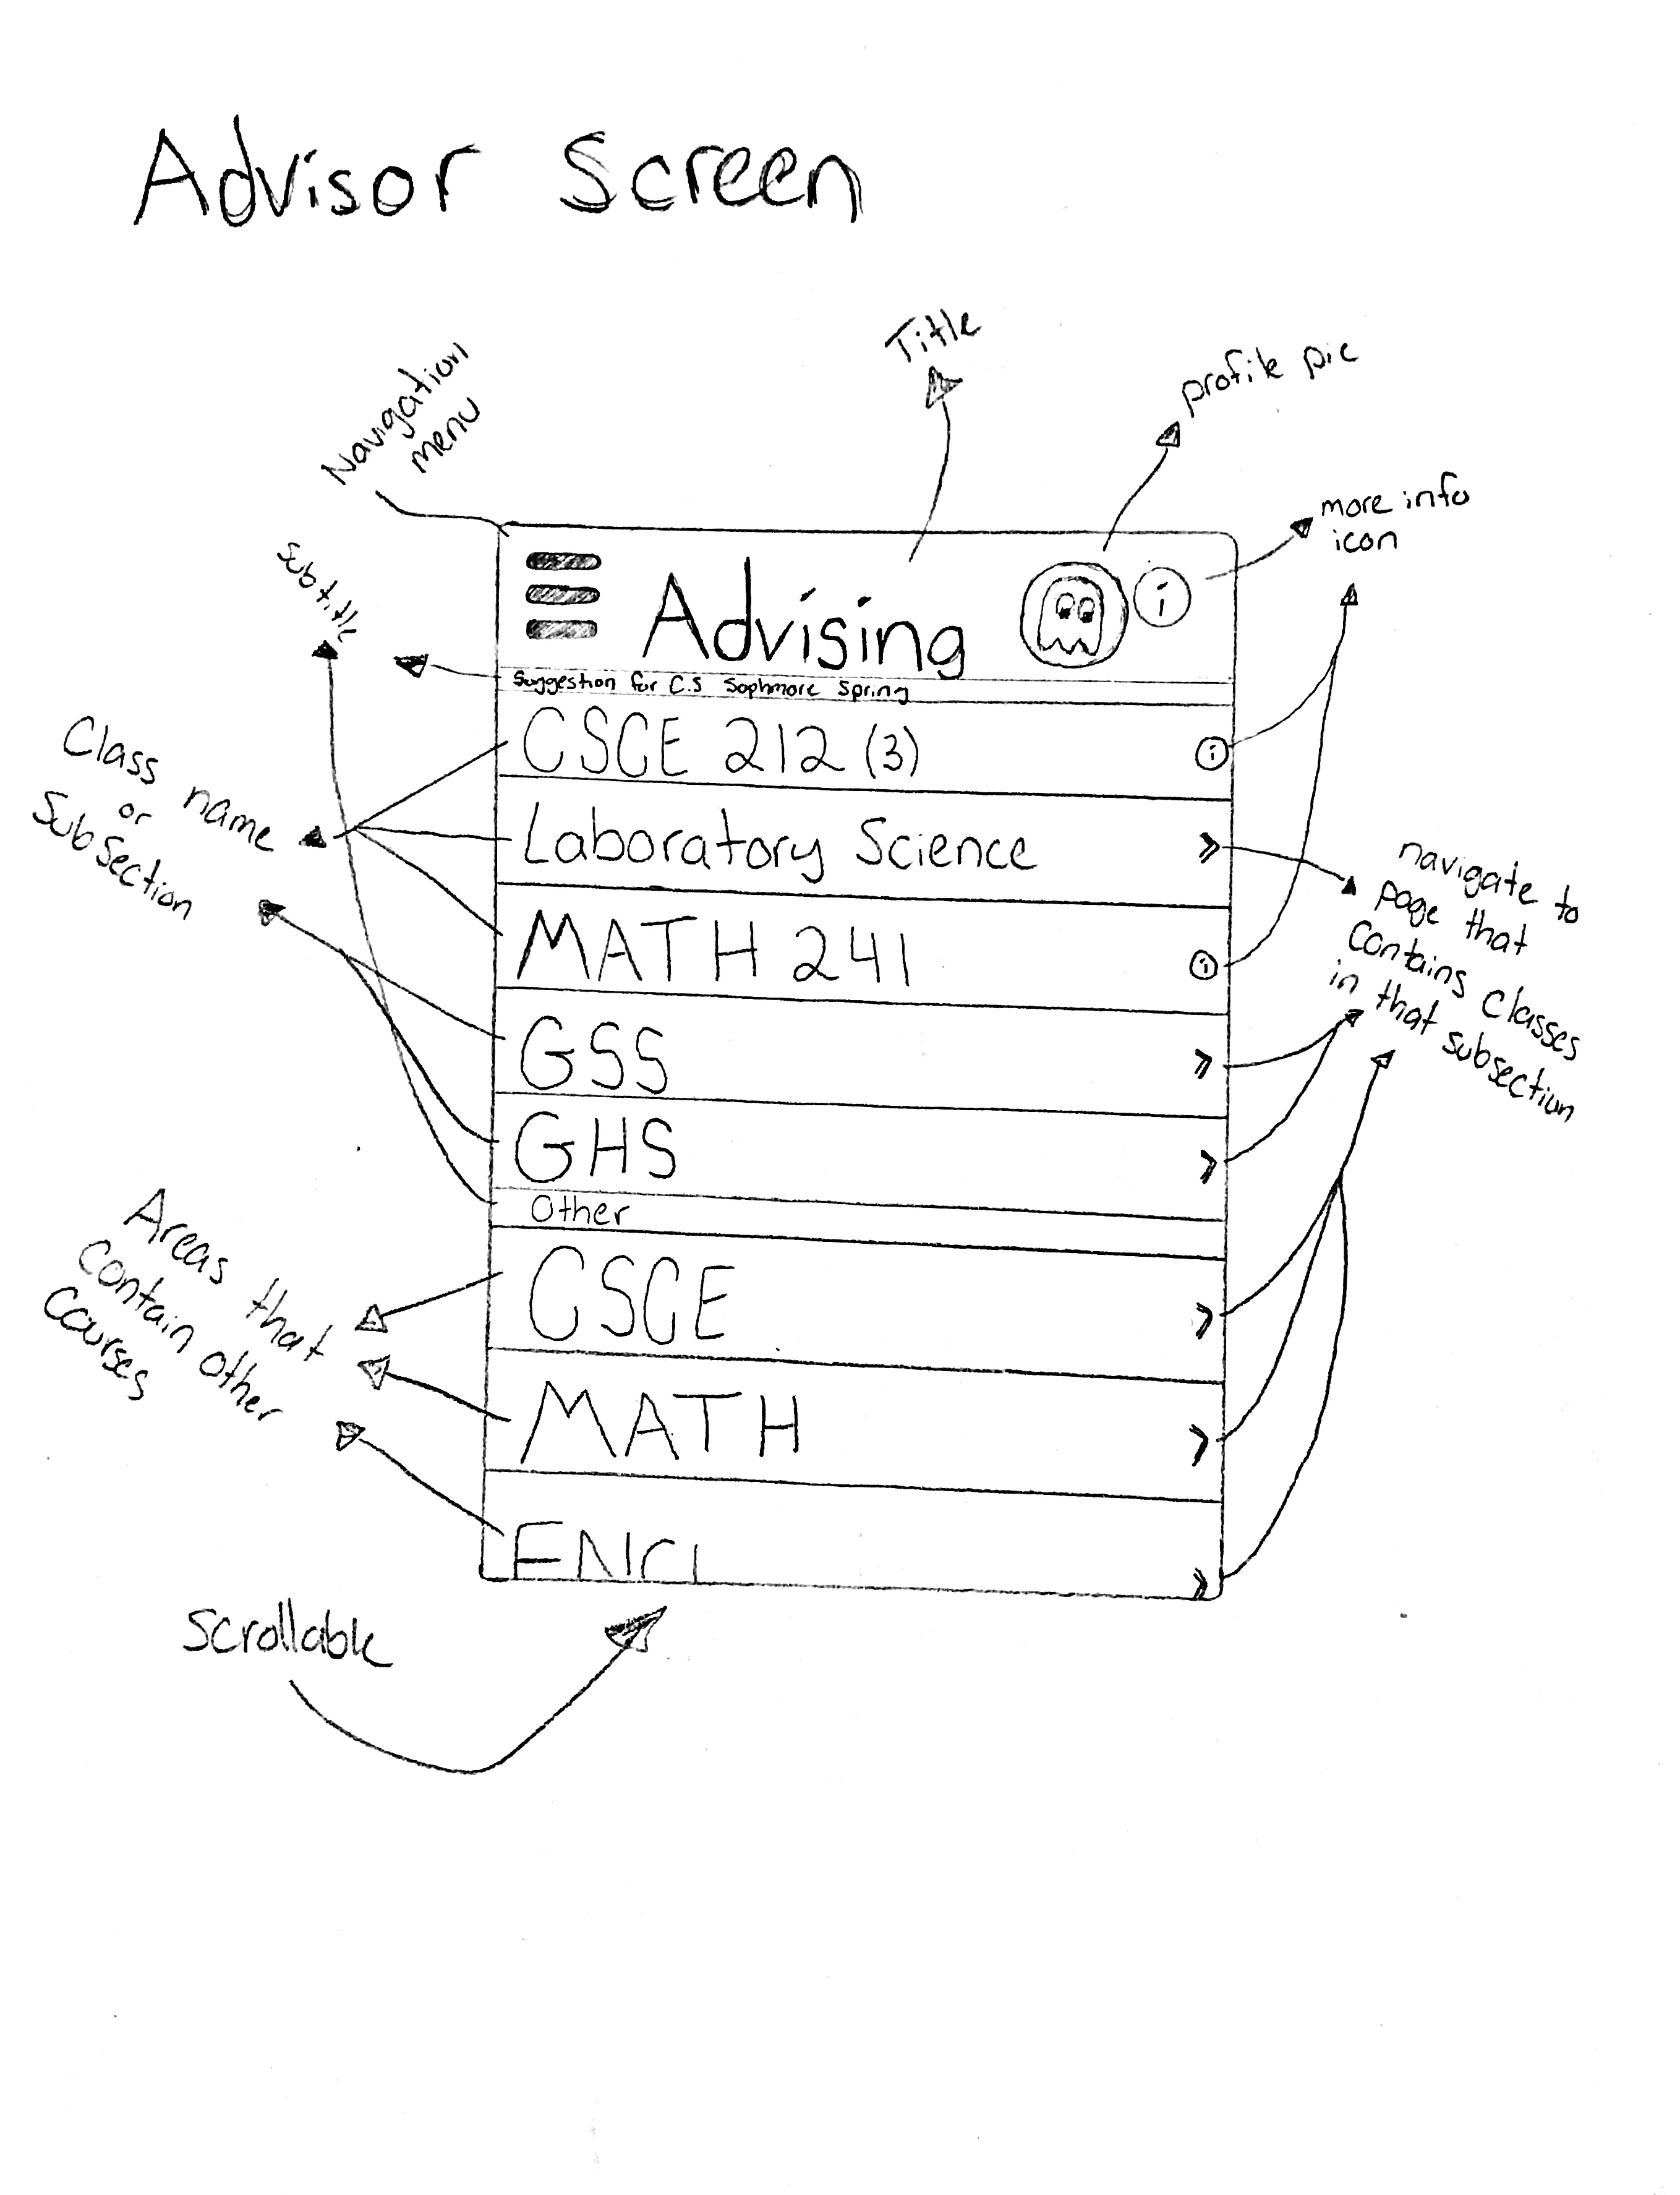 Advisor Screen
Title
profile pic
Navigation
menu
more info
icon
Subtitle
Advising
i
Suggestion for C.S Sophmore Spring
CSCE 212 (3)
i
Class name
or
Subsection
Laboratory Science
»
navigate to
page that
contains classes
in that subsection
MATH 241
i
GSS
»
GHS
»
Other
Areas that
contain other
courses
CSCE
»
MATH
»
ENGL
»
Scrollable